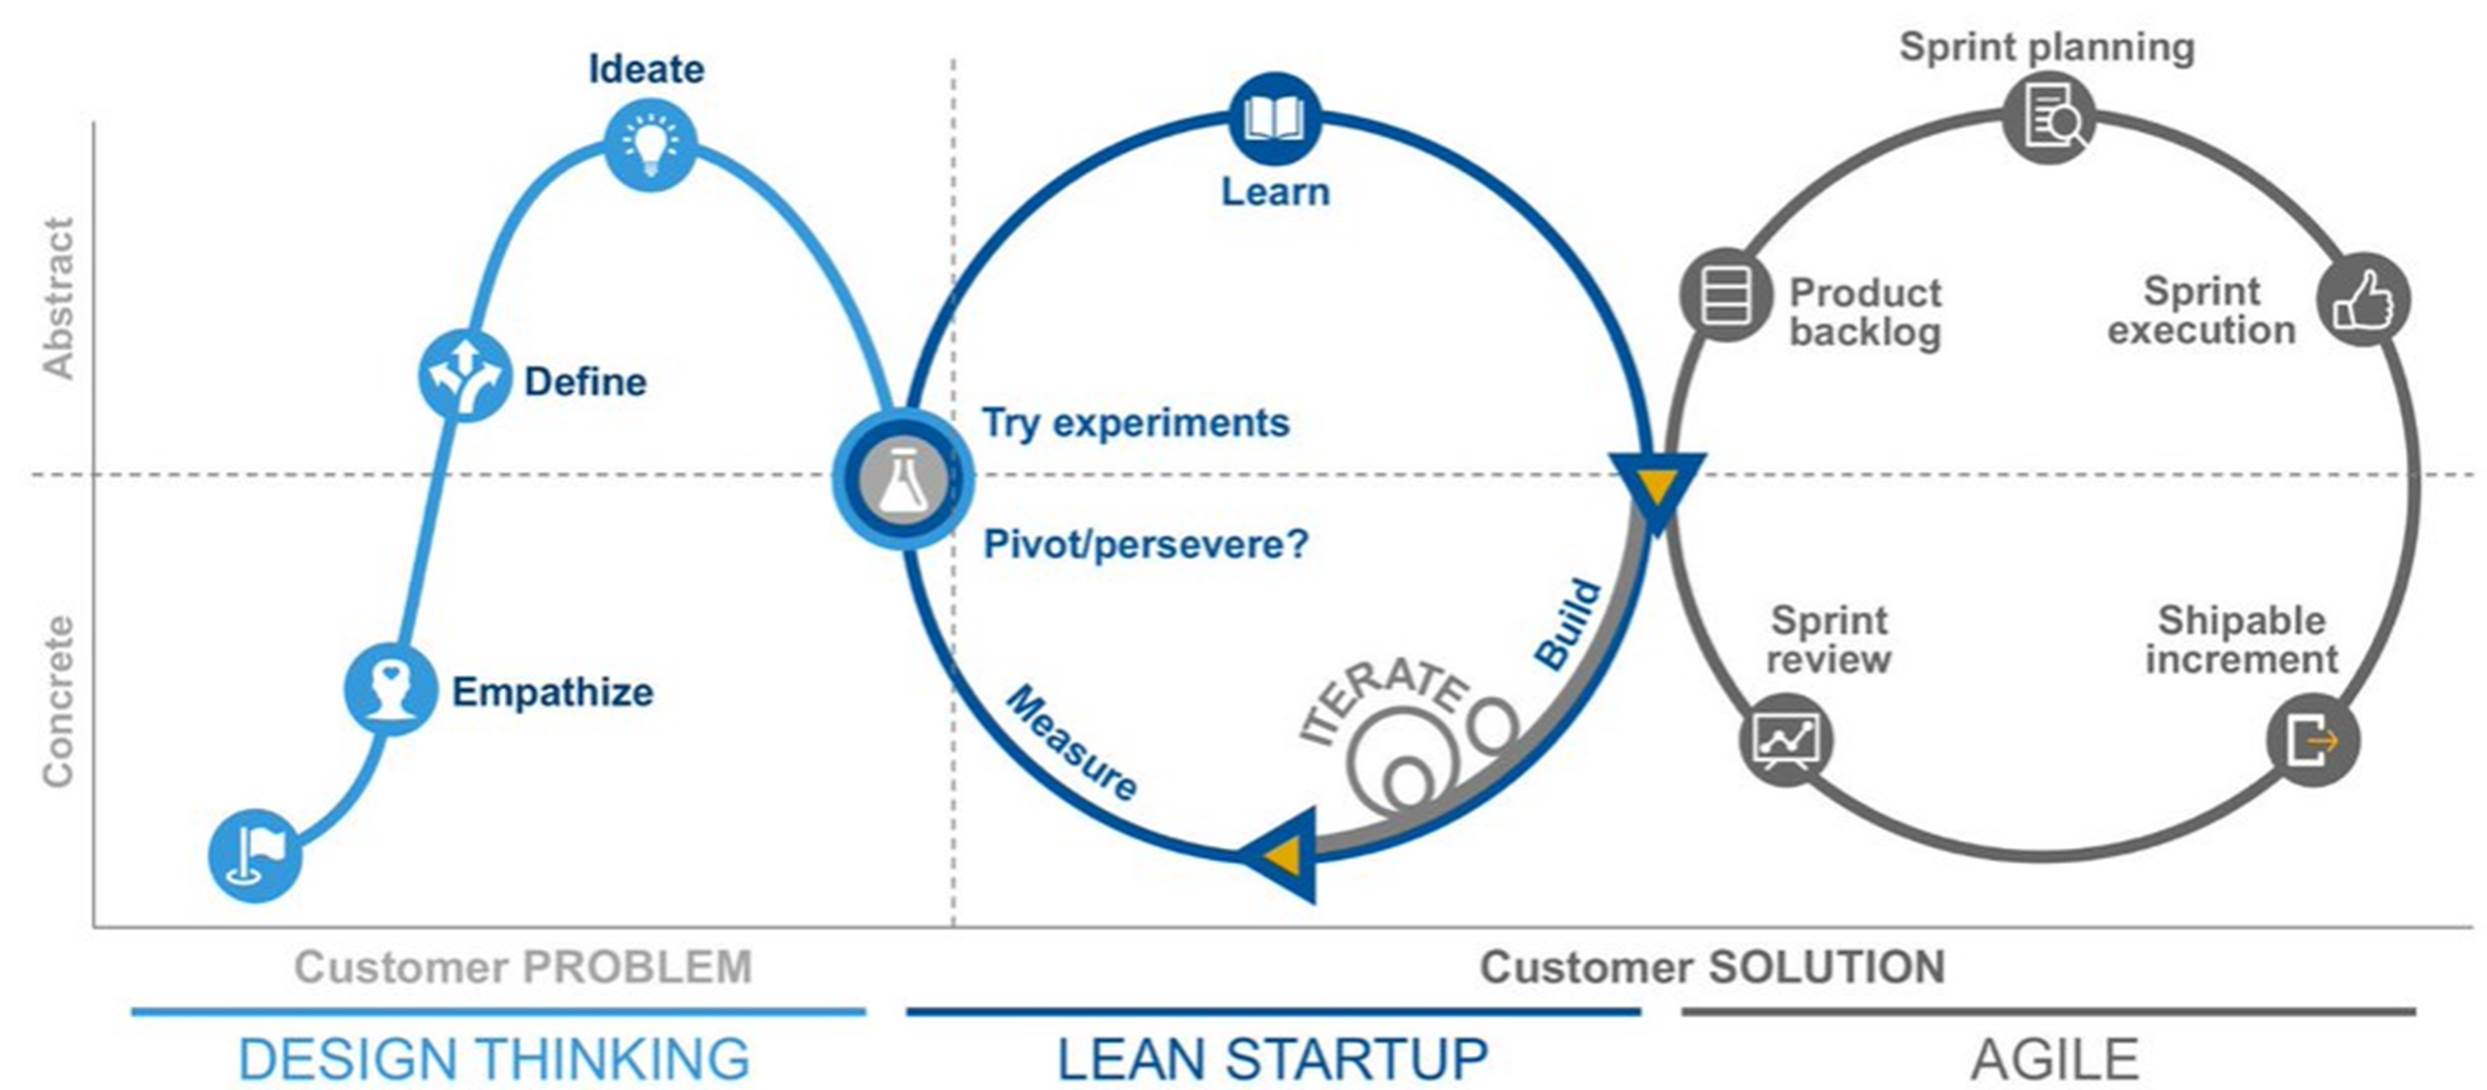 Ideate
Sprint planning
Learn
Abstract
Product
backlog
Sprint
execution
Define
Try experiments
Pivot/persevere?
Build
Sprint
review
Shipable
increment
ITERATE
Empathize
Measure
Concrete
Customer PROBLEM
Customer SOLUTION
DESIGN THINKING
LEAN STARTUP
AGILE